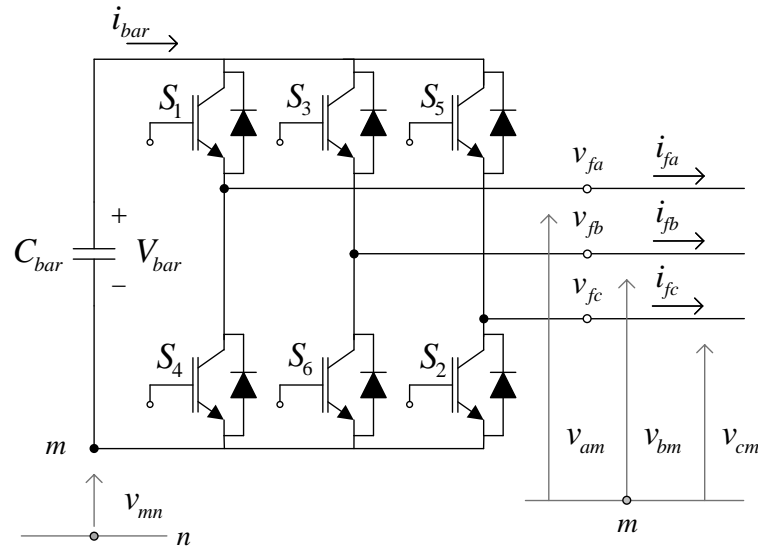 i_bar
S_1
S_3
S_5
v_fa
i_fa
+
C_bar
V_bar
−
v_fb
i_fb
v_fc
i_fc
S_4
S_6
S_2
m
v_am
v_bm
v_cm
v_mn
n
m